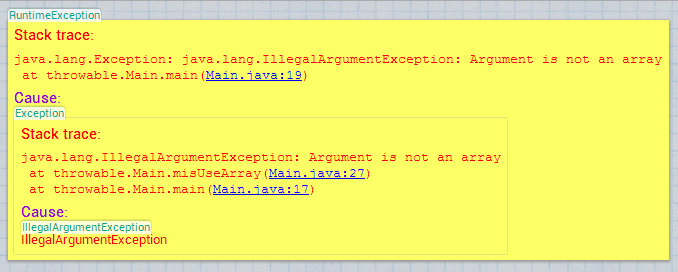 RuntimeException
Stack trace:
java.lang.Exception: java.lang.IllegalArgumentException: Argument is not an array
at throwable.Main.main(Main.java:19)
Cause:
Exception
Stack trace:
java.lang.IllegalArgumentException: Argument is not an array
at throwable.Main.misUseArray(Main.java:27)
at throwable.Main.main(Main.java:17)
Cause:
IllegalArgumentException
IllegalArgumentException